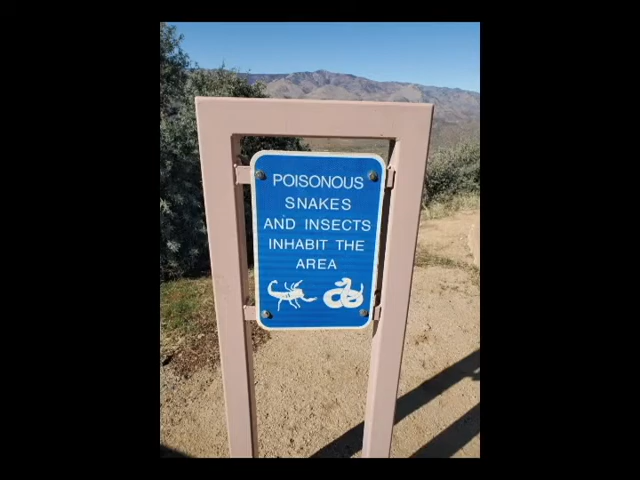 POISONOUS
SNAKES
AND INSECTS
INHABIT THE
AREA